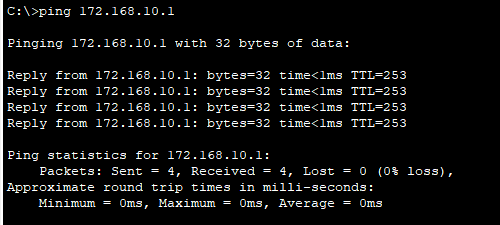 C:\>ping 172.168.10.1
Pinging 172.168.10.1 with 32 bytes of data:
Reply from 172.168.10.1: bytes=32 time<1ms TTL=253
Reply from 172.168.10.1: bytes=32 time<1ms TTL=253
Reply from 172.168.10.1: bytes=32 time<1ms TTL=253
Reply from 172.168.10.1: bytes=32 time<1ms TTL=253
Ping statistics for 172.168.10.1:
Packets: Sent = 4, Received = 4, Lost = 0 (0% loss),
Approximate round trip times in milli-seconds:
Minimum = 0ms, Maximum = 0ms, Average = 0ms